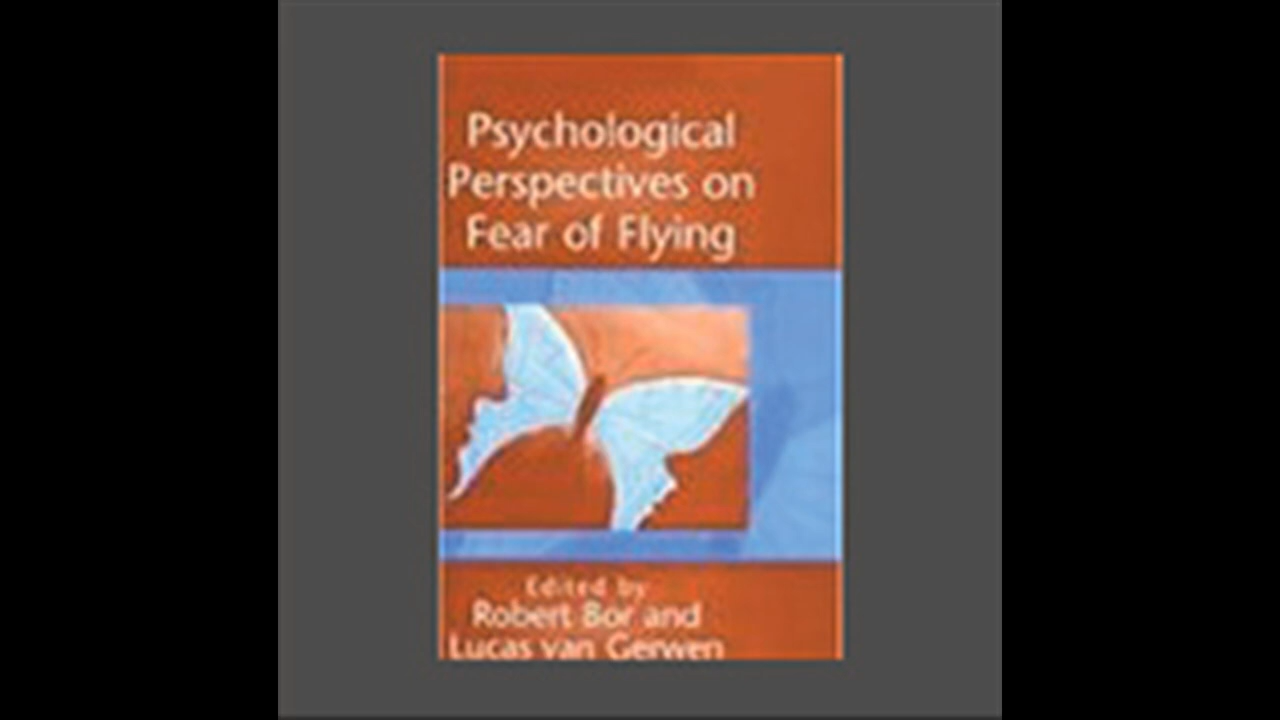 Psychological
Perspectives on
Fear of Flying
Edited by
Robert Bor and
Lucas van Gerwen